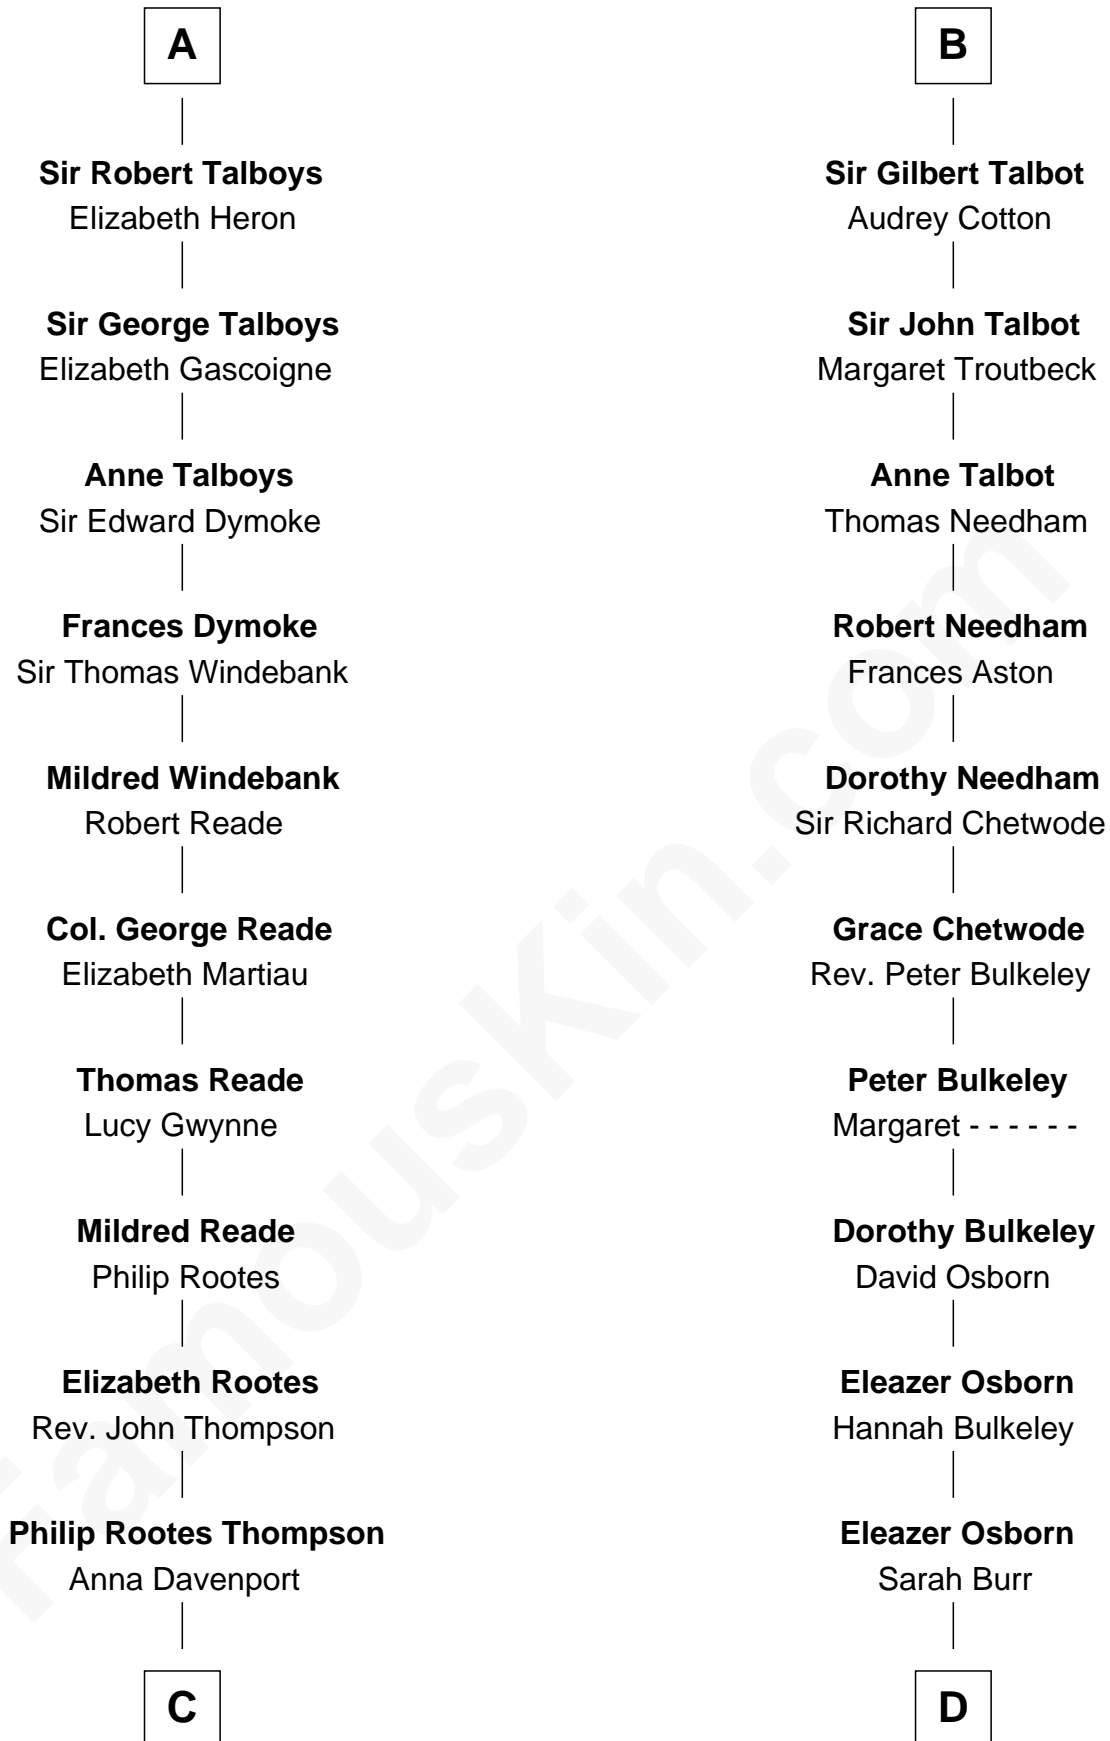 A
Sir Robert Talboys
Elizabeth Heron
Sir George Talboys
Elizabeth Gascoigne
Anne Talboys
Sir Edward Dymoke
Frances Dymoke
Sir Thomas Windebank
Mildred Windebank
Robert Reade
Col. George Reade
Elizabeth Martiau
Thomas Reade
Lucy Gwynne
Mildred Reade
Philip Rootes
Elizabeth Rootes
Rev. John Thompson
Philip Rootes Thompson
Anna Davenport
C
B
Sir Gilbert Talbot
Audrey Cotton
Sir John Talbot
Margaret Troutbeck
Anne Talbot
Thomas Needham
Robert Needham
Frances Aston
Dorothy Needham
Sir Richard Chetwode
Grace Chetwode
Rev. Peter Bulkeley
Peter Bulkeley
Margaret - - - - - -
Dorothy Bulkeley
David Osborn
Eleazer Osborn
Hannah Bulkeley
Eleazer Osborn
Sarah Burr
D
FamousKin.com